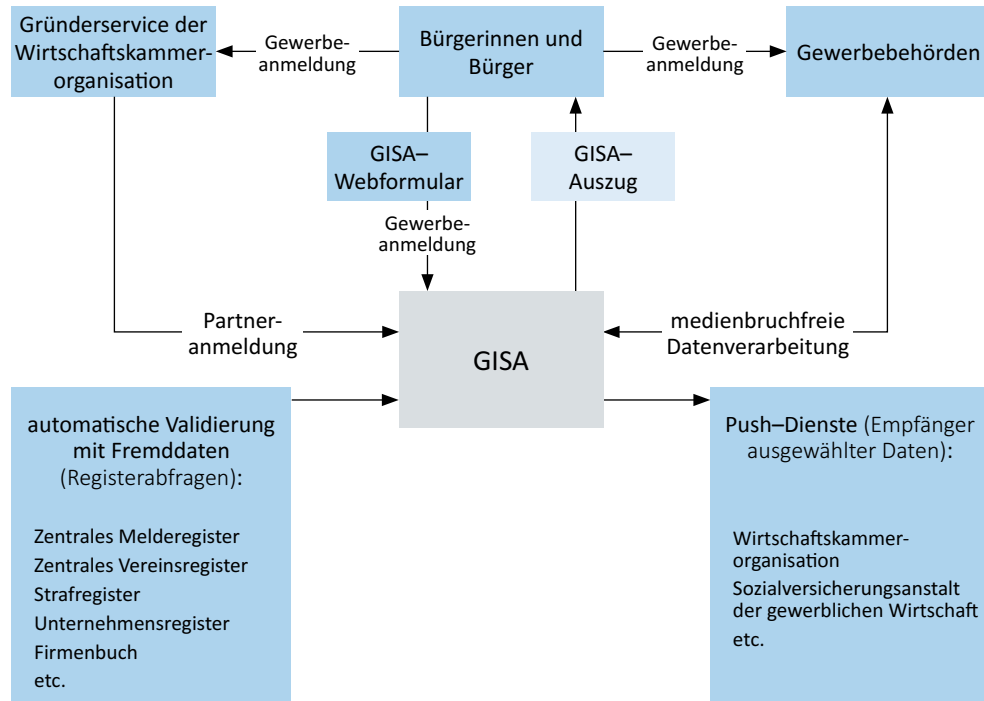 Gründerservice der
Wirtschaftskammer-
organisation
Gewerbe-
anmeldung
Bürgerinnen und
Bürger
Gewerbe-
anmeldung
Gewerbebehörden
GISA–
Webformular
GISA–
Auszug
Gewerbe-
anmeldung
Partner-
anmeldung
GISA
medienbruchfreie
Datenverarbeitung
automatische Validierung
mit Fremddaten
(Registerabfragen):
Zentrales Melderegister
Zentrales Vereinsregister
Strafregister
Unternehmensregister
Firmenbuch
etc.
Push–Dienste (Empfänger
ausgewählter Daten):
Wirtschaftskammer-
organisation
Sozialversicherungsanstalt
der gewerblichen Wirtschaft
etc.